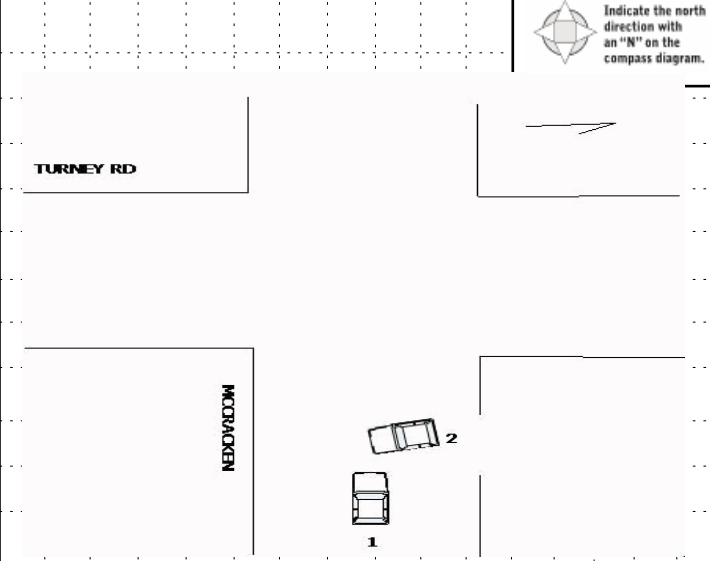 Indicate the north
direction with
an “N” on the
compass diagram.
TURNEY RD
MCCRACKEN
2
1